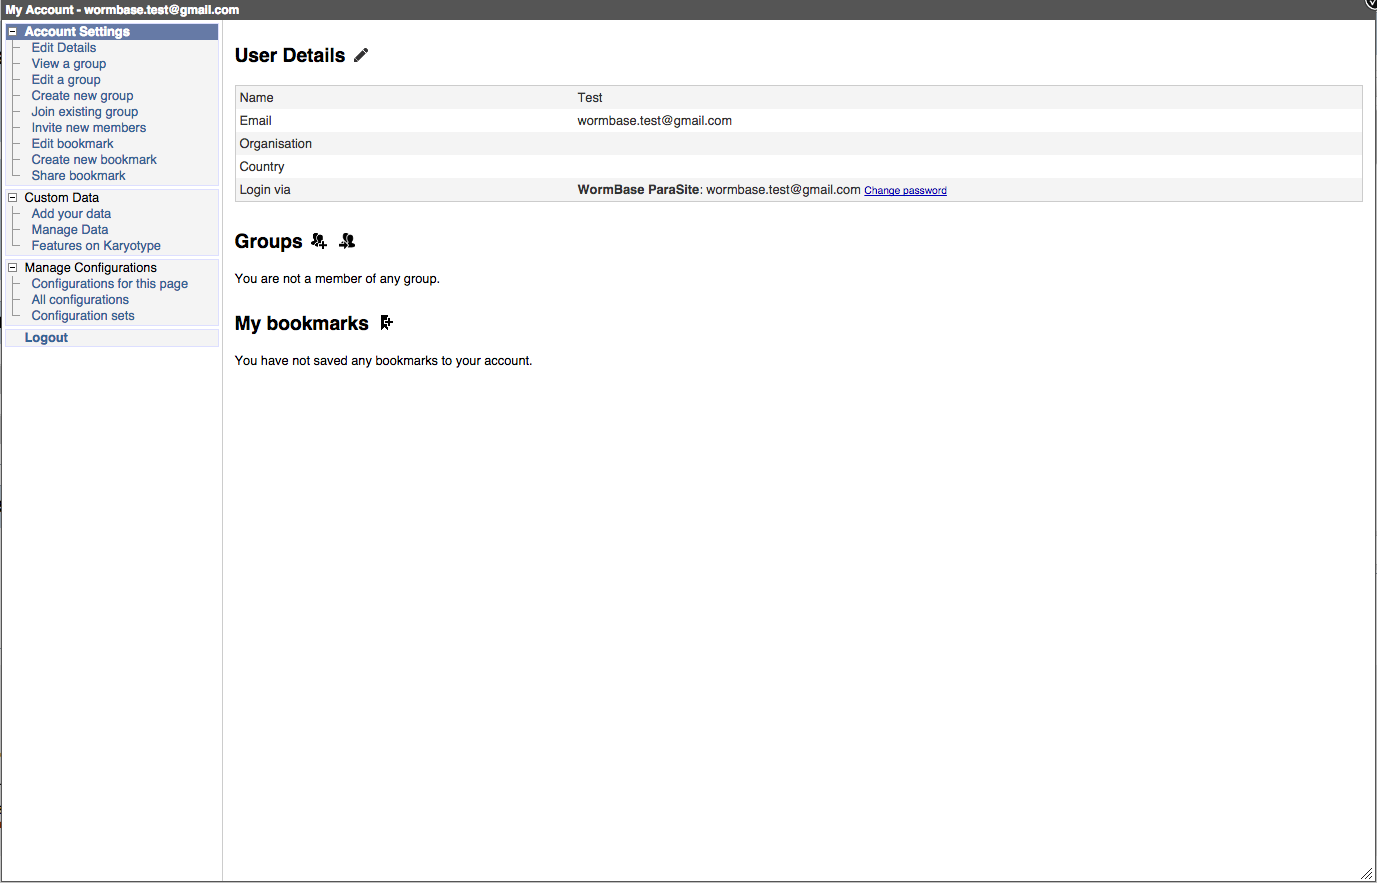 My Account - wormbase.test@gmail.com
Account Settings
Edit Details
View a group
Edit a group
Create new group
Join existing group
Invite new members
Edit bookmark
Create new bookmark
Share bookmark
Custom Data
Add your data
Manage Data
Features on Karyotype
Manage Configurations
Configurations for this page
All configurations
Configuration sets
Logout
User Details
Name Test
Email wormbase.test@gmail.com
Organisation
Country
Login via WormBase ParaSite: wormbase.test@gmail.com Change password
Groups
You are not a member of any group.
My bookmarks
You have not saved any bookmarks to your account.